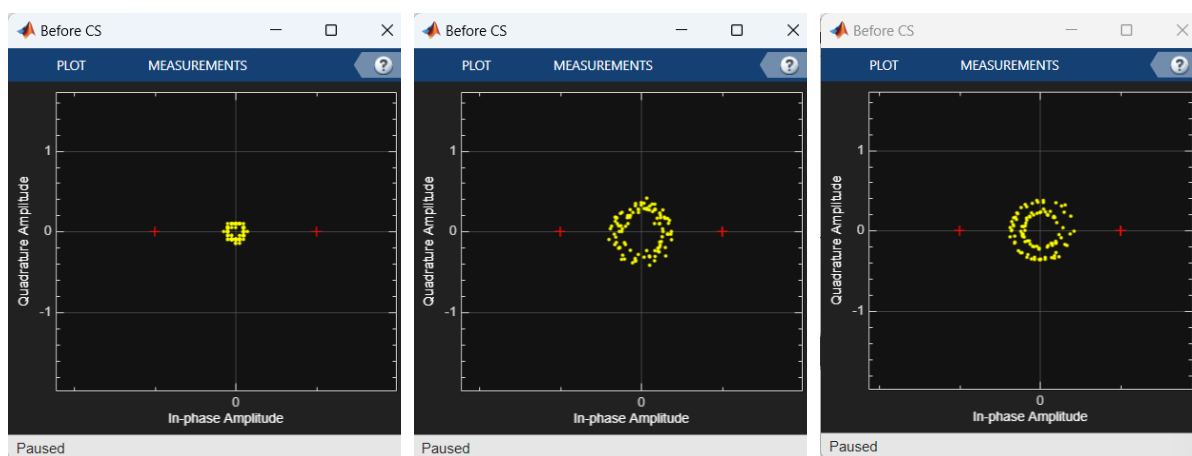 Before CS
PLOT MEASUREMENTS ?
Quadrature Amplitude
1
0
-1
0
In-phase Amplitude
Paused
Before CS
PLOT MEASUREMENTS ?
Quadrature Amplitude
1
0
-1
0
In-phase Amplitude
Paused
Before CS
PLOT MEASUREMENTS ?
Quadrature Amplitude
1
0
-1
0
In-phase Amplitude
Paused